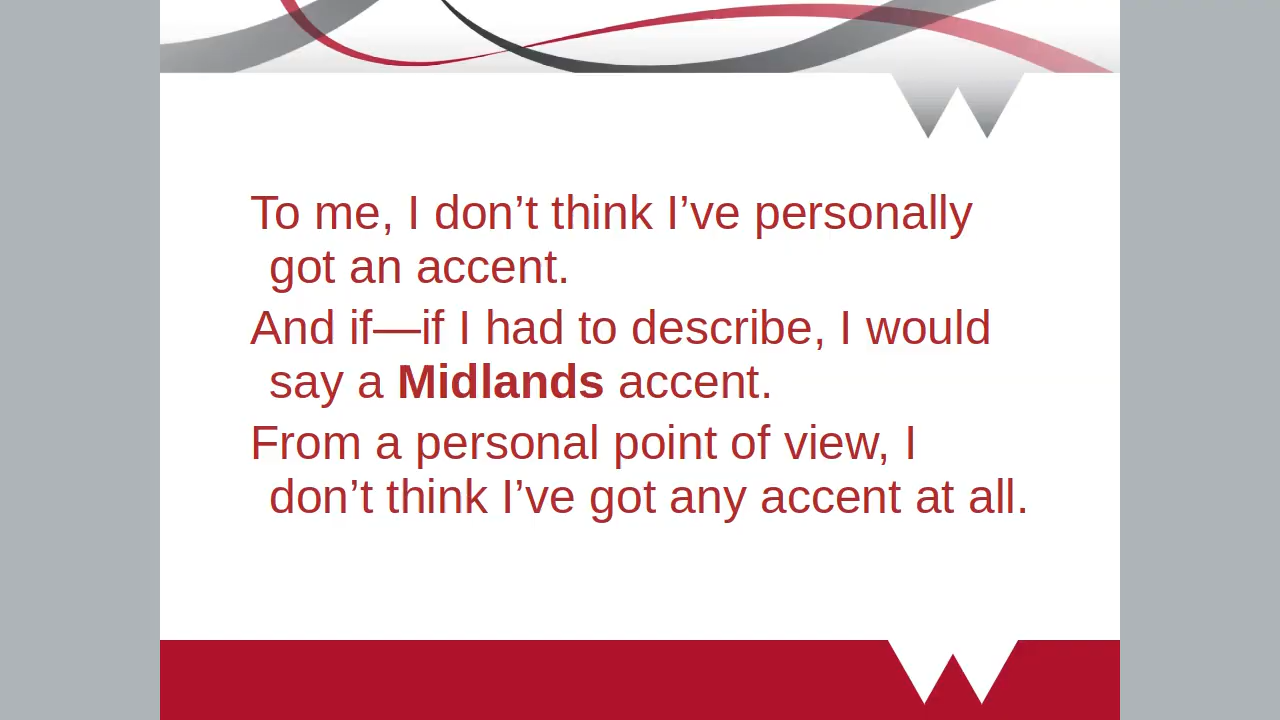 To me, I don’t think I’ve personally
got an accent.
And if—if I had to describe, I would
say a Midlands accent.
From a personal point of view, I
don’t think I’ve got any accent at all.